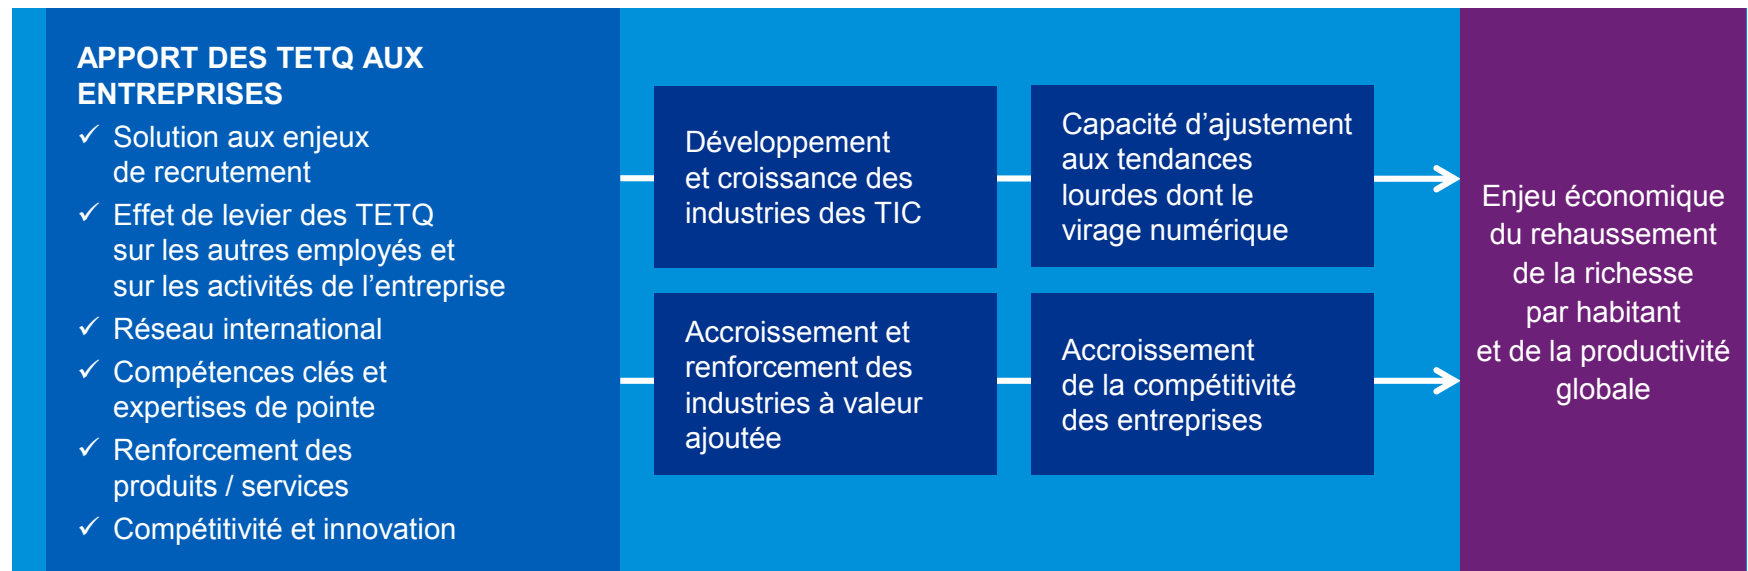 APPORT DES TETQ AUX
ENTREPRISES
✓ Solution aux enjeux
de recrutement
✓ Effet de levier des TETQ
sur les autres employés et
sur les activités de l’entreprise
✓ Réseau international
✓ Compétences clés et
expertises de pointe
✓ Renforcement des
produits / services
✓ Compétitivité et innovation
Développement
et croissance des
industries des TIC
Capacité d’ajustement
aux tendances
lourdes dont le
virage numérique
Accroissement et
renforcement des
industries à valeur
ajoutée
Accroissement
de la compétitivité
des entreprises
Enjeu économique
du rehaussement
de la richesse
par habitant
et de la productivité
globale